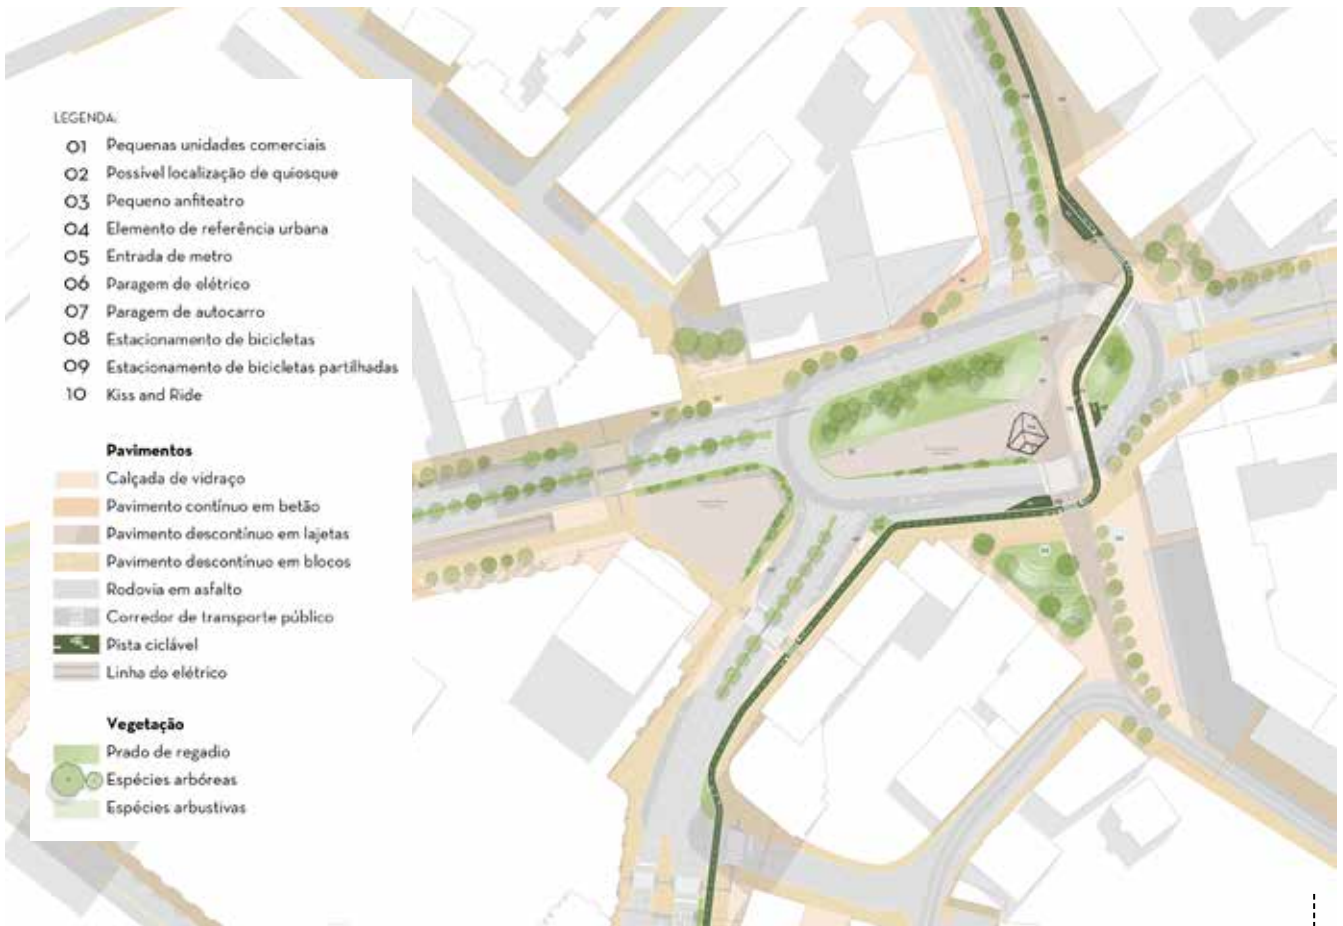 LEGENDA:
01 Pequenas unidades comerciais
02 Possível localização de quiosque
03 Pequeno anfiteatro
04 Elemento de referência urbana
05 Entrada de metro
06 Paragem de elétrico
07 Paragem de autocarro
08 Estacionamento de bicicletas
09 Estacionamento de bicicletas partilhadas
10 Kiss and Ride
Pavimentos
Calçada de vidraço
Pavimento contínuo em betão
Pavimento descontínuo em lajetas
Pavimento descontínuo em blocos
Rodovia em asfalto
Corredor de transporte público
Pista ciclável
Linha do elétrico
Vegetação
Prado de regadio
Espécies arbóreas
Espécies arbustivas